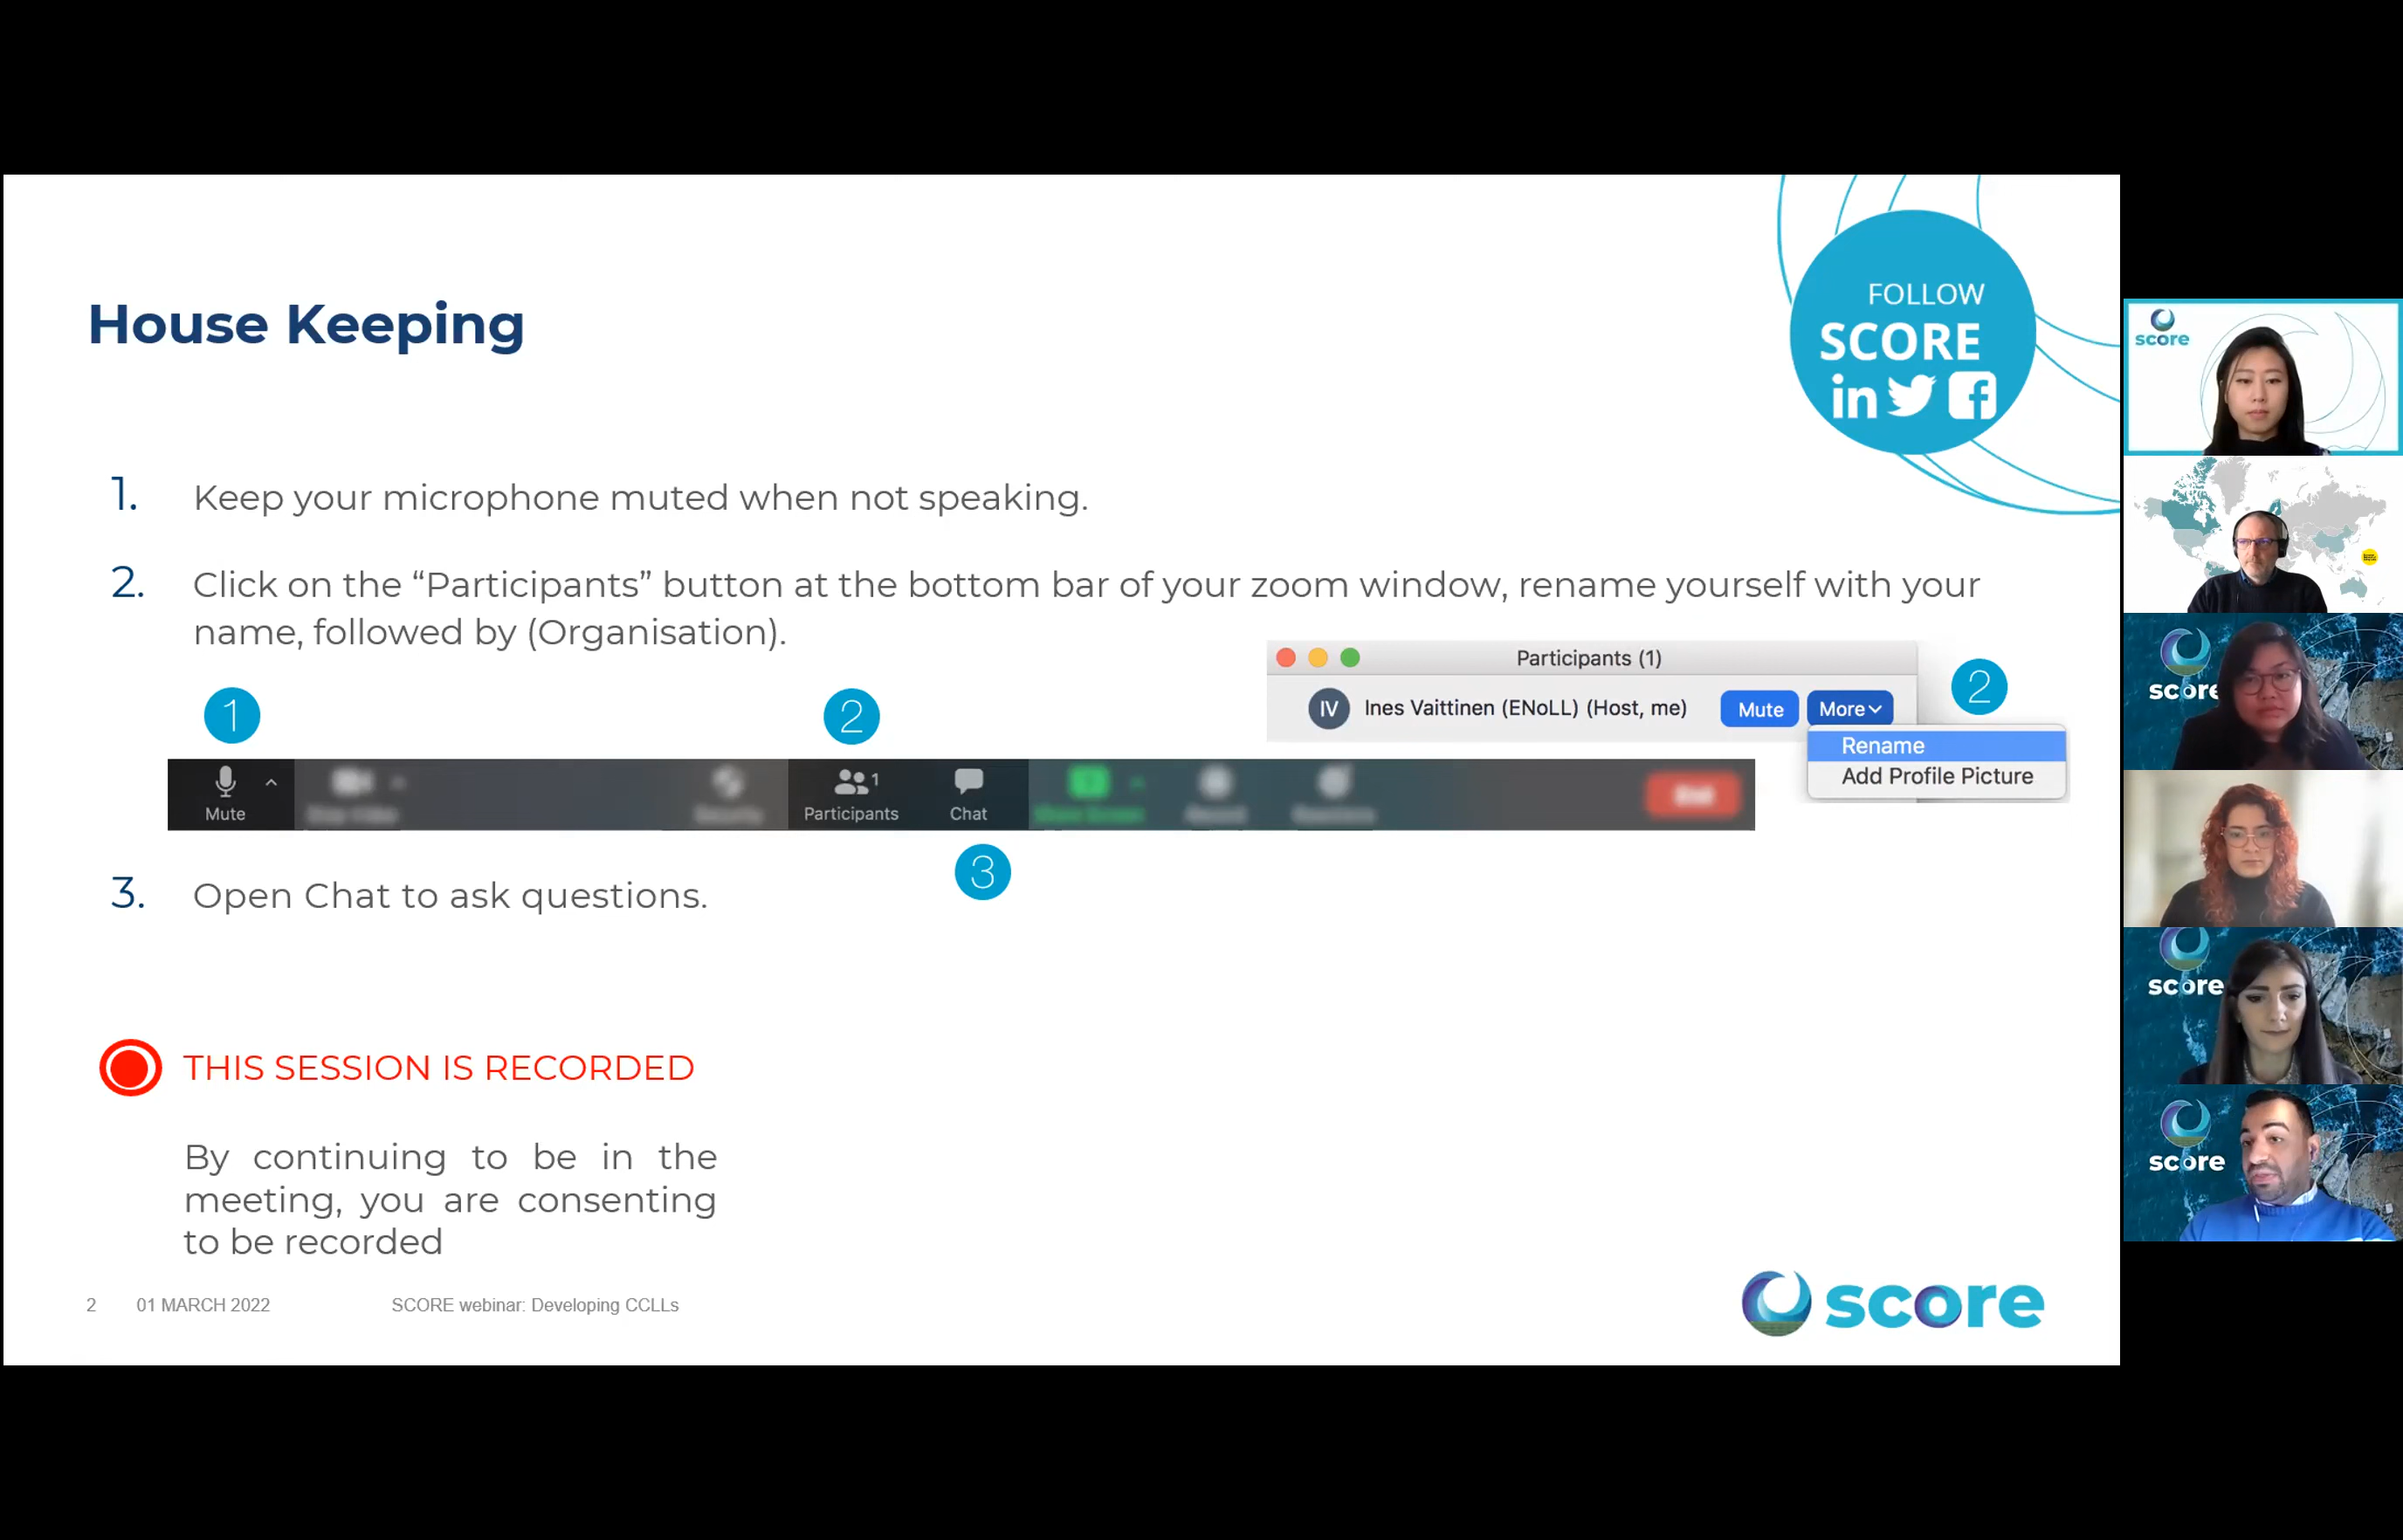 House Keeping
FOLLOW
SCORE
in
1. Keep your microphone muted when not speaking.
2. Click on the “Participants” button at the bottom bar of your zoom window, rename yourself with your
name, followed by (Organisation).
Participants (1)
IV Ines Vaittinen (ENoLL) (Host, me) Mute More
2
Rename
Add Profile Picture
1
2
Mute
1
Participants
Chat
3
3. Open Chat to ask questions.
THIS SESSION IS RECORDED
By continuing to be in the
meeting, you are consenting
to be recorded
2 01 MARCH 2022 SCORE webinar: Developing CCLLs
score
score
score
score
score